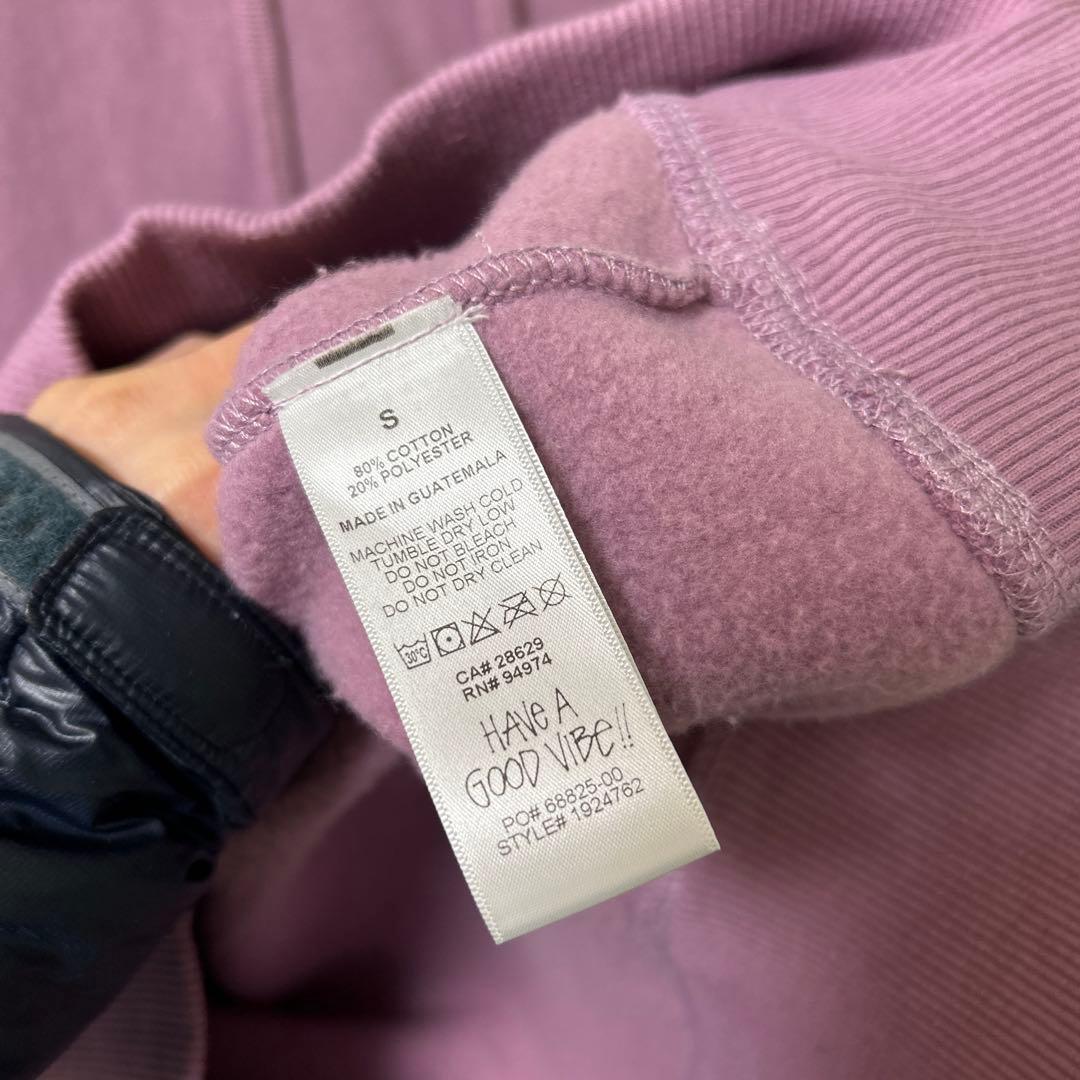 S
80% COTTON
20% POLYESTER
MADE IN GUATEMALA
MACHINE WASH COLD
TUMBLE DRY LOW
DO NOT BLEACH
DO NOT IRON
DO NOT DRY CLEAN
30°C
CA# 28629
RN# 94974
HAVE A
GOOD VIBE!!
PO# 68825-00
STYLE# 1924762